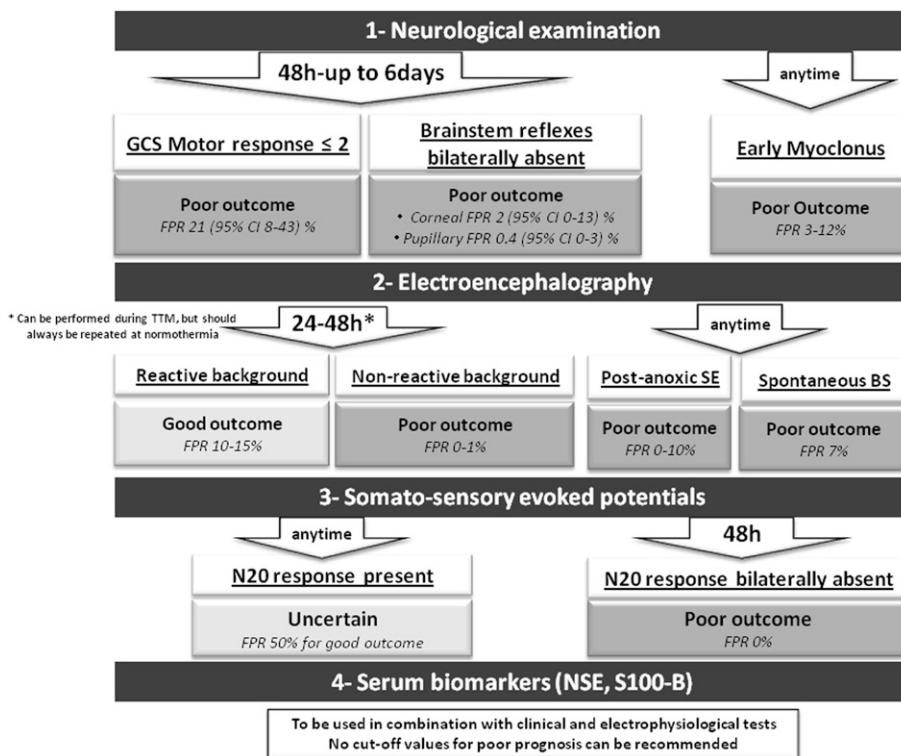 1- Neurological examination
48h-up to 6days
anytime
GCS Motor response ≤ 2
Brainstem reflexes
bilaterally absent
Early Myoclonus
Poor outcome
FPR 21 (95% CI 8-43) %
Poor outcome
• Corneal FPR 2 (95% CI 0-13) %
• Pupillary FPR 0.4 (95% CI 0-3) %
Poor Outcome
FPR 3-12%
2- Electroencephalography
* Can be performed during TTM, but should
always be repeated at normothermia
24-48h*
anytime
Reactive background
Non-reactive background
Post-anoxic SE
Spontaneous BS
Good outcome
FPR 10-15%
Poor outcome
FPR 0-1%
Poor outcome
FPR 0-10%
Poor outcome
FPR 7%
3- Somato-sensory evoked potentials
anytime
48h
N20 response present
N20 response bilaterally absent
Uncertain
FPR 50% for good outcome
Poor outcome
FPR 0%
4- Serum biomarkers (NSE, S100-B)
To be used in combination with clinical and electrophysiological tests
No cut-off values for poor prognosis can be recommended